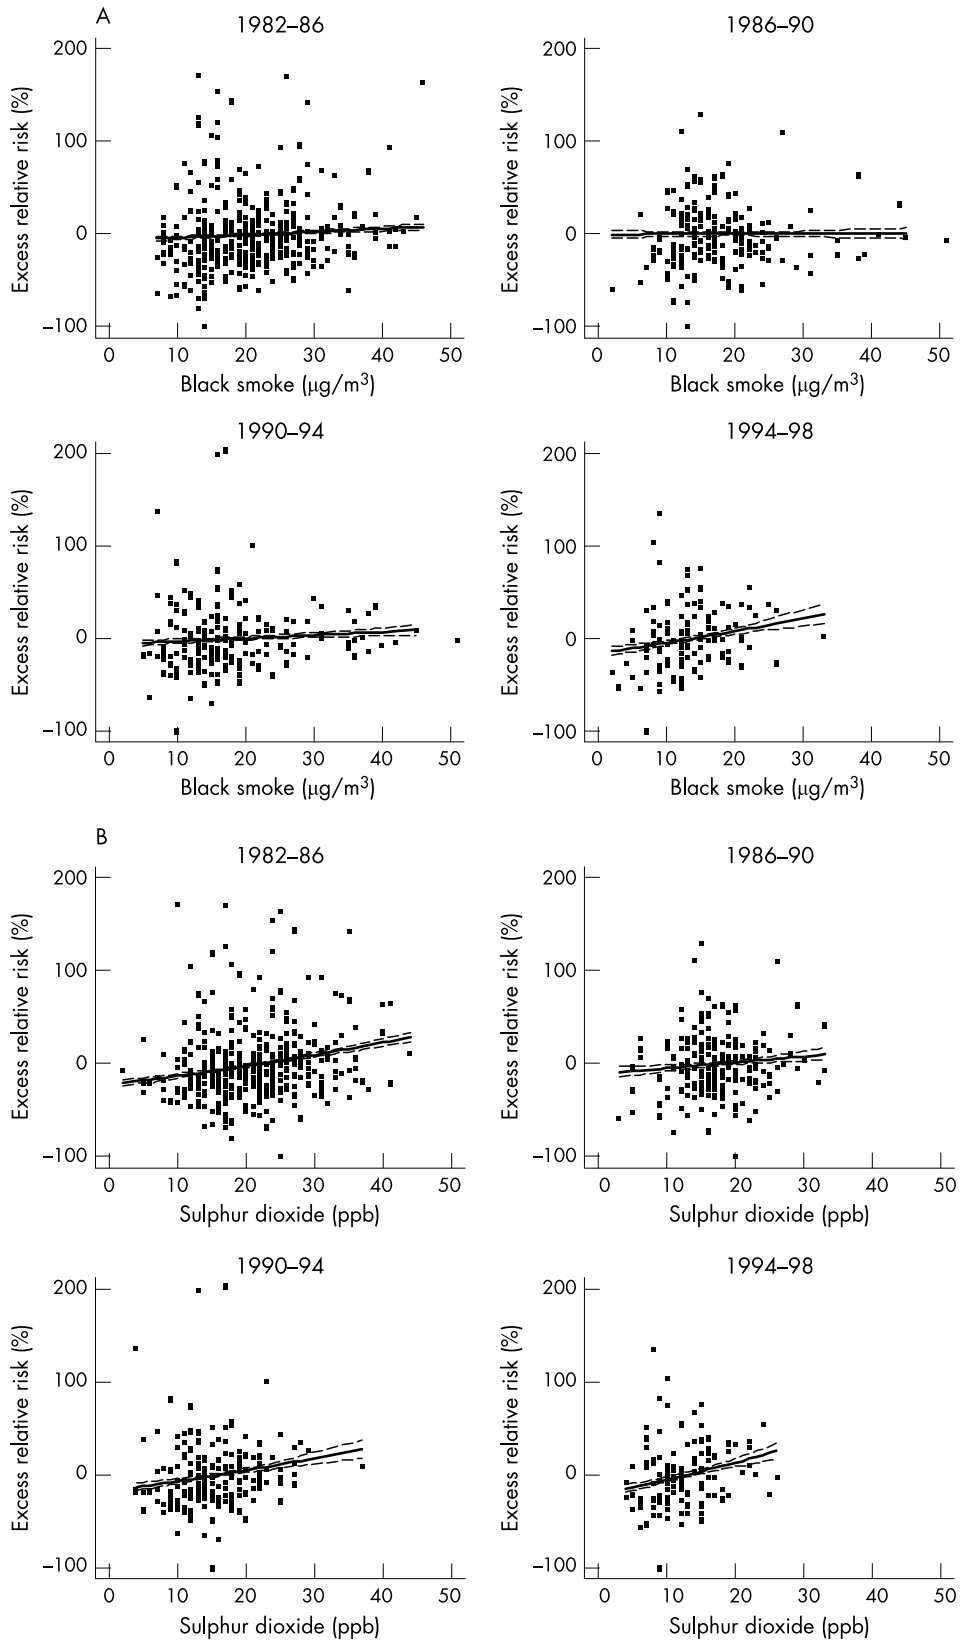 A
1982–86
1986–90
Excess relative risk (%)
200
100
0
–100
0 10 20 30 40 50
Black smoke (μg/m³)
Excess relative risk (%)
200
100
0
–100
0 10 20 30 40 50
Black smoke (μg/m³)
1990–94
1994–98
Excess relative risk (%)
200
100
0
–100
0 10 20 30 40 50
Black smoke (μg/m³)
Excess relative risk (%)
200
100
0
–100
0 10 20 30 40 50
Black smoke (μg/m³)
B
1982–86
1986–90
Excess relative risk (%)
200
100
0
–100
0 10 20 30 40 50
Sulphur dioxide (ppb)
Excess relative risk (%)
200
100
0
–100
0 10 20 30 40 50
Sulphur dioxide (ppb)
1990–94
1994–98
Excess relative risk (%)
200
100
0
–100
0 10 20 30 40 50
Sulphur dioxide (ppb)
Excess relative risk (%)
200
100
0
–100
0 10 20 30 40 50
Sulphur dioxide (ppb)